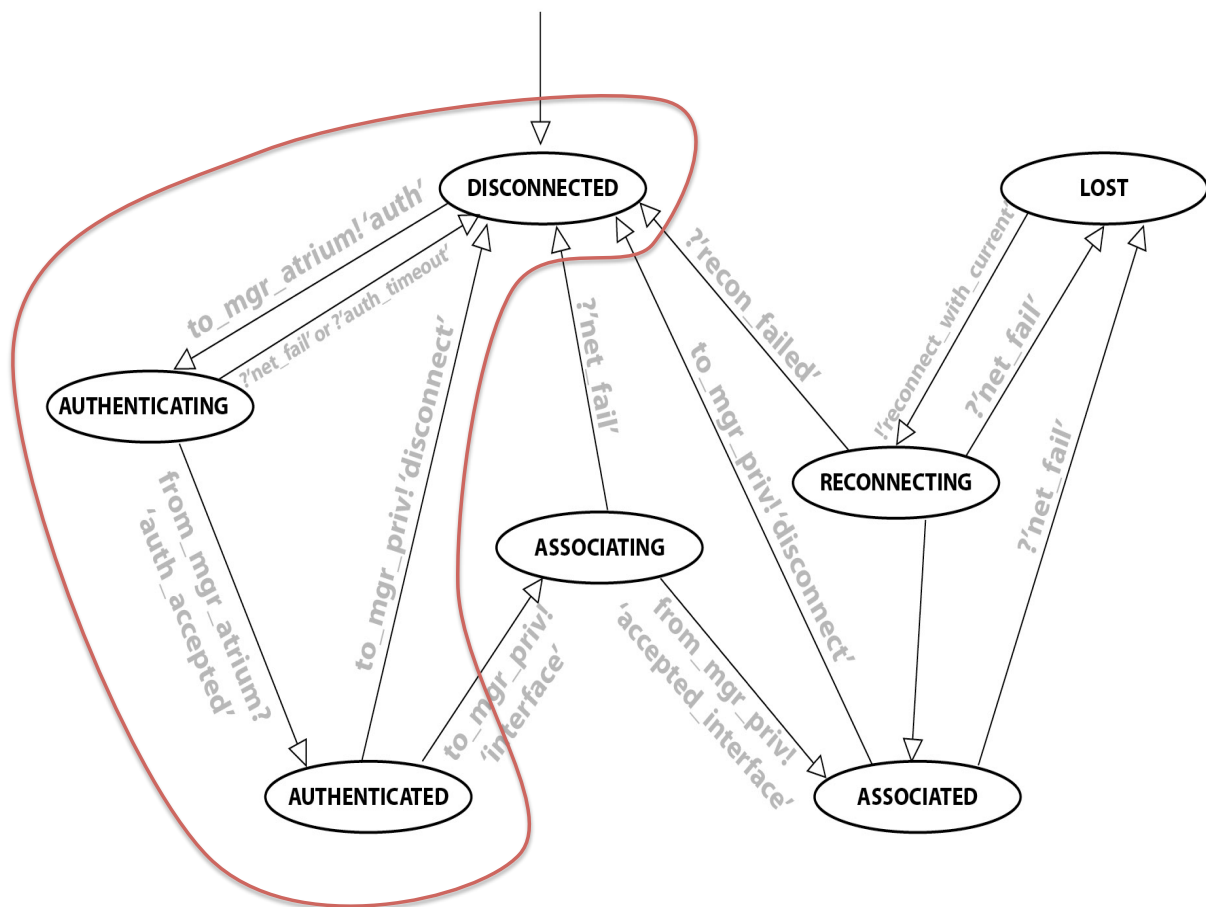 DISCONNECTED
LOST
to_mgr_atrium! ‘auth’
?’net_fail’ or ?’auth_timeout’
?’recon_failed’
!’reconnect_with_current’
?’net_fail’
?’net_fail’
to_mgr_priv! ‘disconnect’
?’net_fail’
to_mgr_priv! ‘disconnect’
AUTHENTICATING
RECONNECTING
from_mgr_atrium?
‘auth_accepted’
ASSOCIATING
to_mgr_priv!
‘interface’
from_mgr_priv!
‘accepted_interface’
AUTHENTICATED
ASSOCIATED